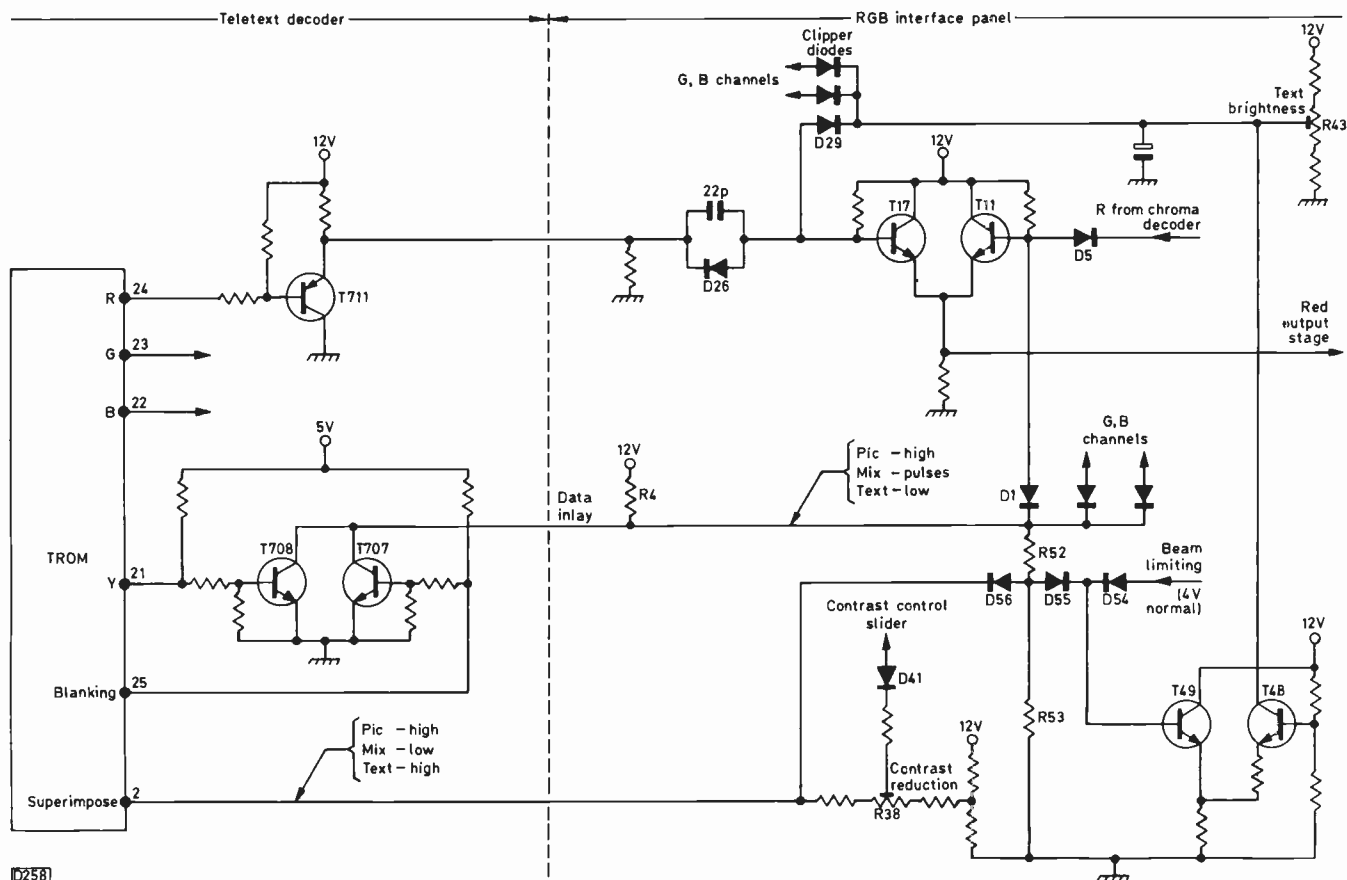 Teletext decoder
RGB interface panel
Clipper
diodes
G, B channels
12V
Text
brightness
R43
D29
12V
12V
22p
T17
T11
R from chroma
decoder
D5
D26
T711
R
24
G
23
B
22
Red
output
stage
5V
12V
R4
Pic – high
Mix – pulses
Text – low
G,B
channels
D1
Data
inlay
TROM
T708
T707
R52
Y
21
Beam
limiting
(4V
normal)
D56
D55
D54
Contrast control
slider
12V
Blanking
25
D41
T49
T48
R53
Pic – high
Mix – low
Text – high
12V
Contrast
reduction
Superimpose
2
R38
D258